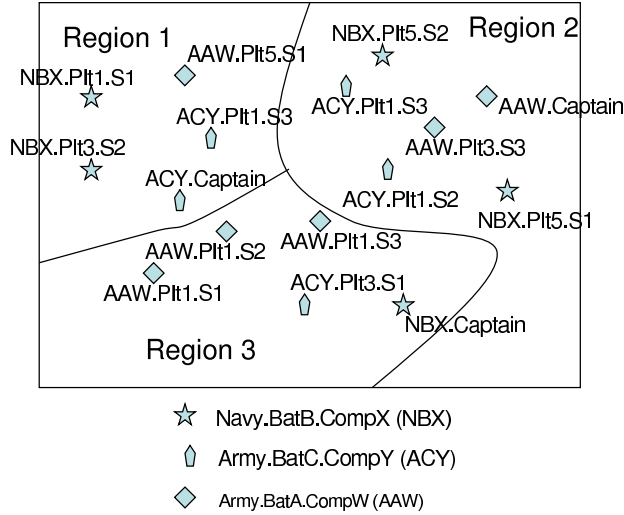 Region 1
NBX.Plt1.S1
AAW.Plt5.S1
ACY.Plt1.S3
NBX.Plt3.S2
ACY.Captain
Region 2
NBX.Plt5.S2
ACY.Plt1.S3
AAW.Captain
AAW.Plt3.S3
ACY.Plt1.S2
NBX.Plt5.S1
AAW.Plt1.S2
AAW.Plt1.S3
AAW.Plt1.S1
ACY.Plt3.S1
NBX.Captain
Region 3
Navy.BatB.CompX (NBX)
Army.BatC.CompY (ACY)
Army.BatA.CompW (AAW)